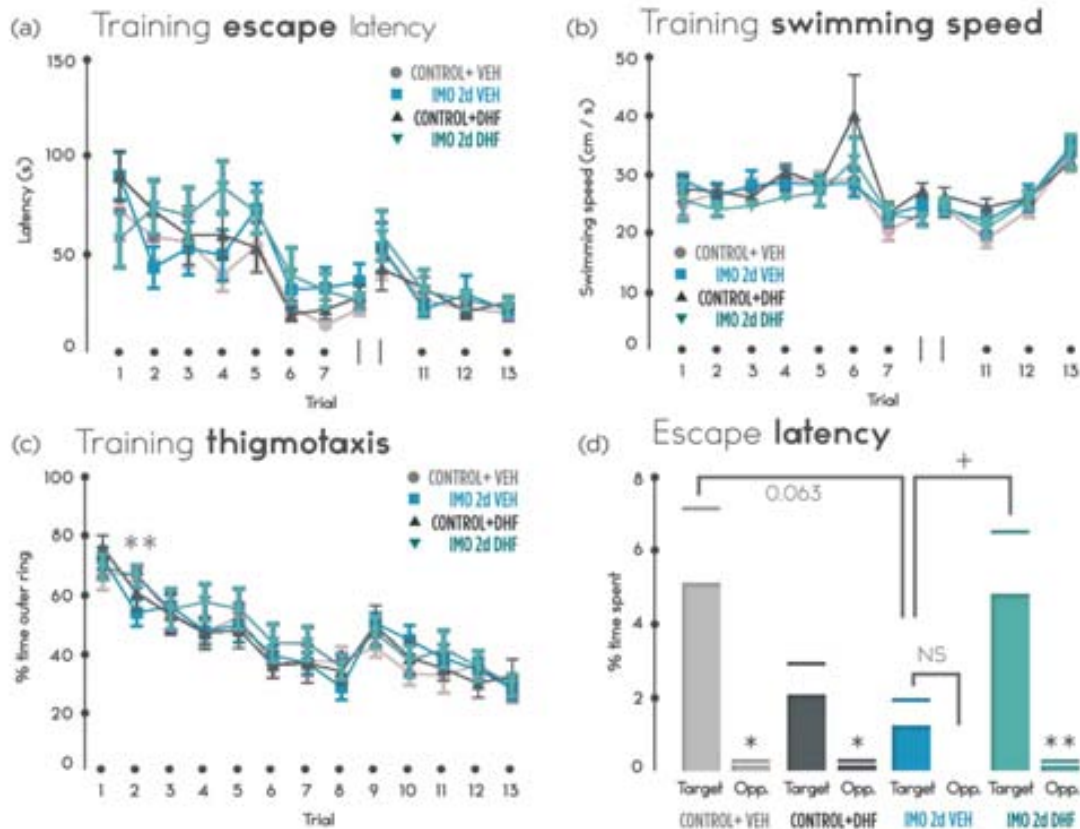 (a) Training escape latency
150
100
50
0
Latency (s)
CONTROL+ VEH
IMO 2d VEH
CONTROL+DHF
IMO 2d DHF
1 2 3 4 5 6 7 11 12 13
Trial
(b) Training swimming speed
50
40
30
20
10
0
Swimming speed (cm / s)
CONTROL+ VEH
IMO 2d VEH
CONTROL+DHF
IMO 2d DHF
1 2 3 4 5 6 7 11 12 13
Trial
(c) Training thigmotaxis
100
80
60
40
20
0
% time outer ring
**
CONTROL+ VEH
IMO 2d VEH
CONTROL+DHF
IMO 2d DHF
1 2 3 4 5 6 7 8 9 10 11 12 13
Trial
(d) Escape latency
8
6
4
2
0
% time spent
0.063
+
NS
* * **
Target Opp. Target Opp. Target Opp. Target Opp.
CONTROL+ VEH CONTROL+DHF IMO 2d VEH IMO 2d DHF